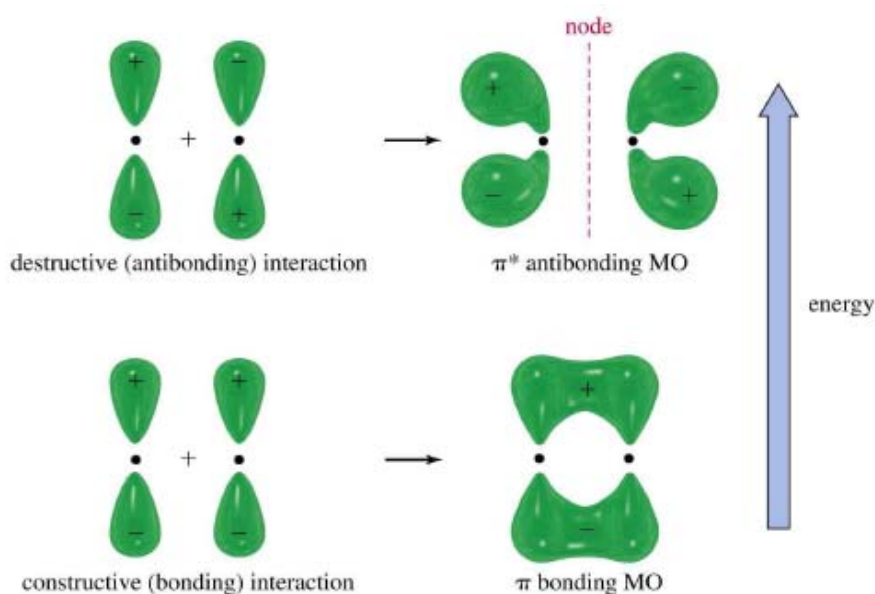 node
+ − + −
+
− + − +
destructive (antibonding) interaction
π* antibonding MO
energy
+ + +
+
− − −
constructive (bonding) interaction
π bonding MO